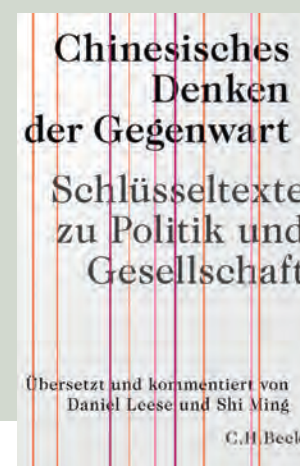 Chinesisches
Denken
der Gegenwart
Schlüsseltexte
zu Politik und
Gesellschaft
Übersetzt und kommentiert von
Daniel Leese und Shi Ming
C.H.Beck